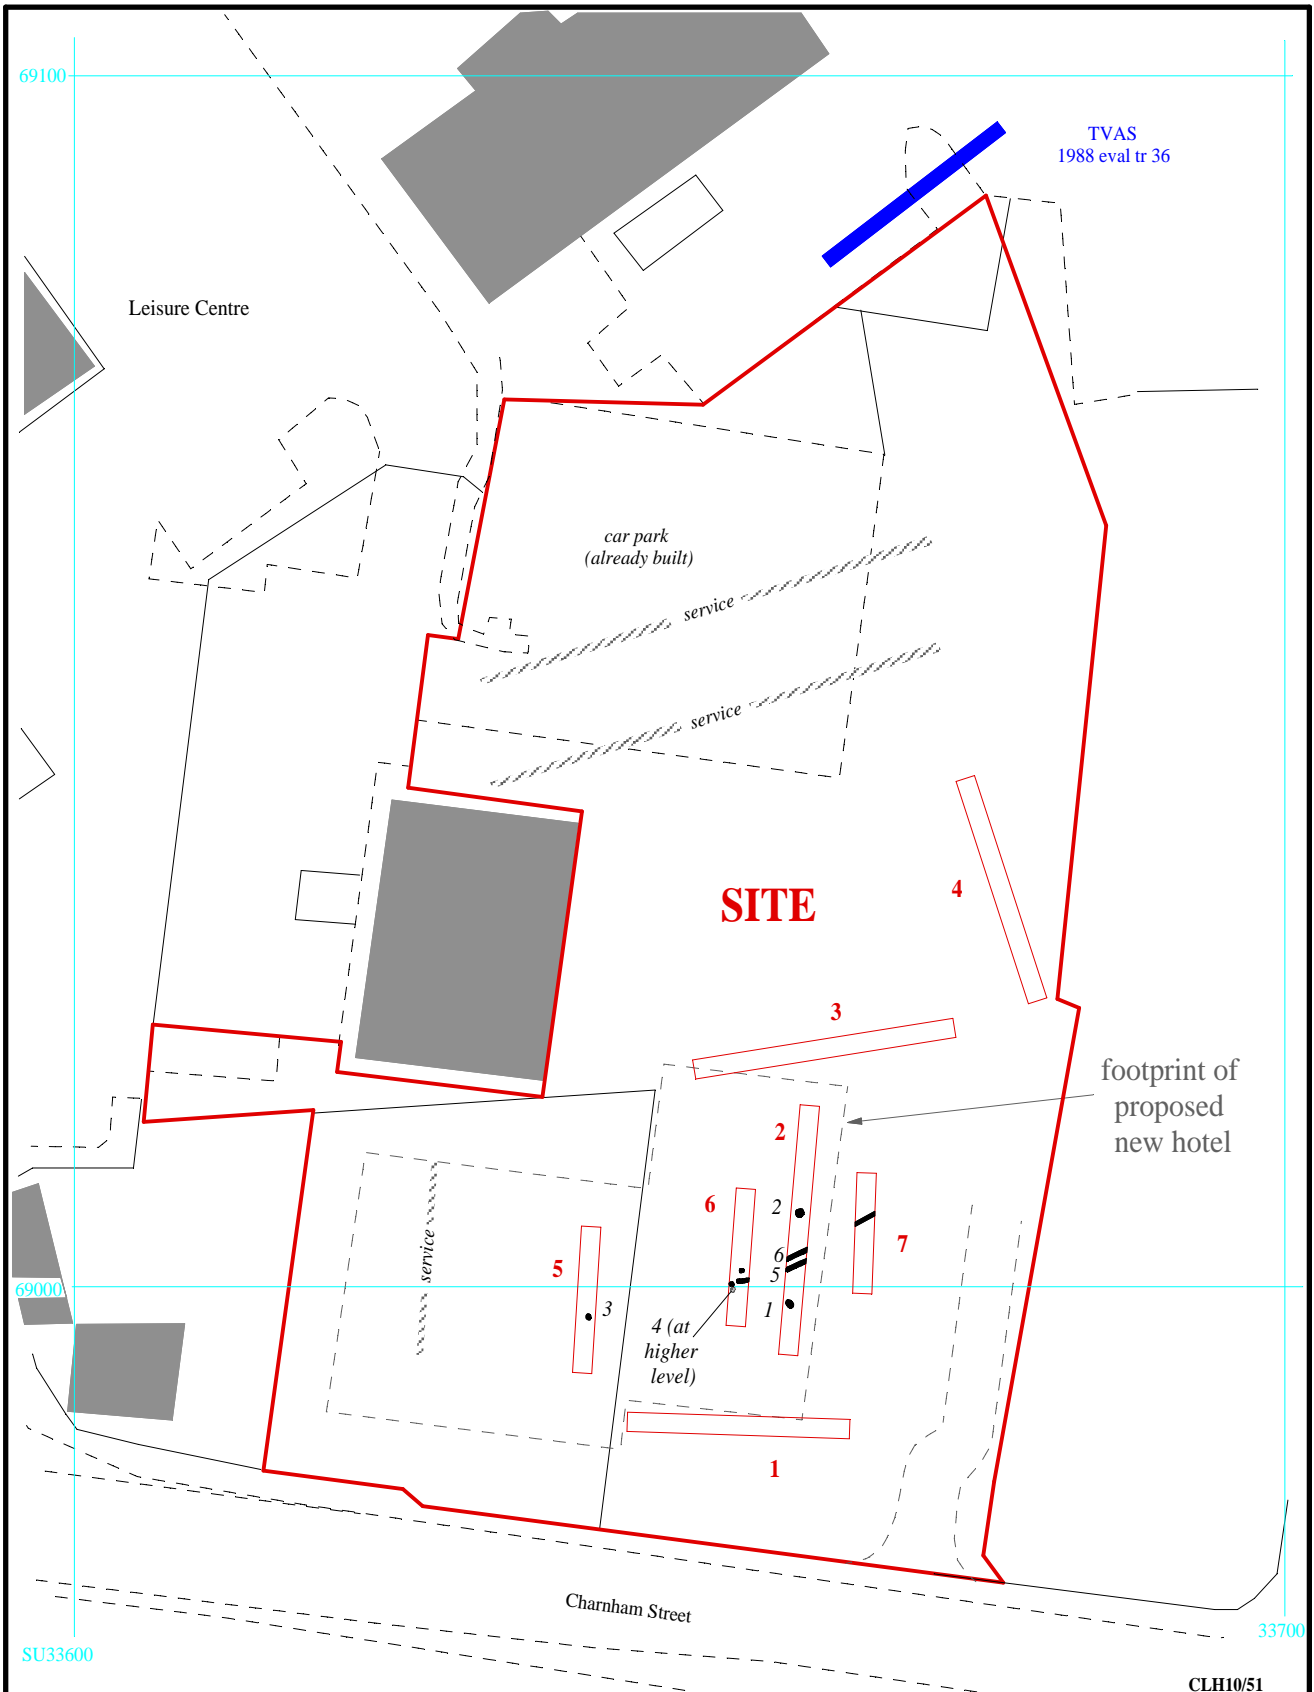 69100
TVAS
1988 eval tr 36
Leisure Centre
car park
(already built)
service
service
SITE
4
3
footprint of
proposed
new hotel
2
6
2
7
service
5
6
5
69000
3
1
4 (at
higher
level)
1
Charnham Street
SU33600
33700
CLH10/51